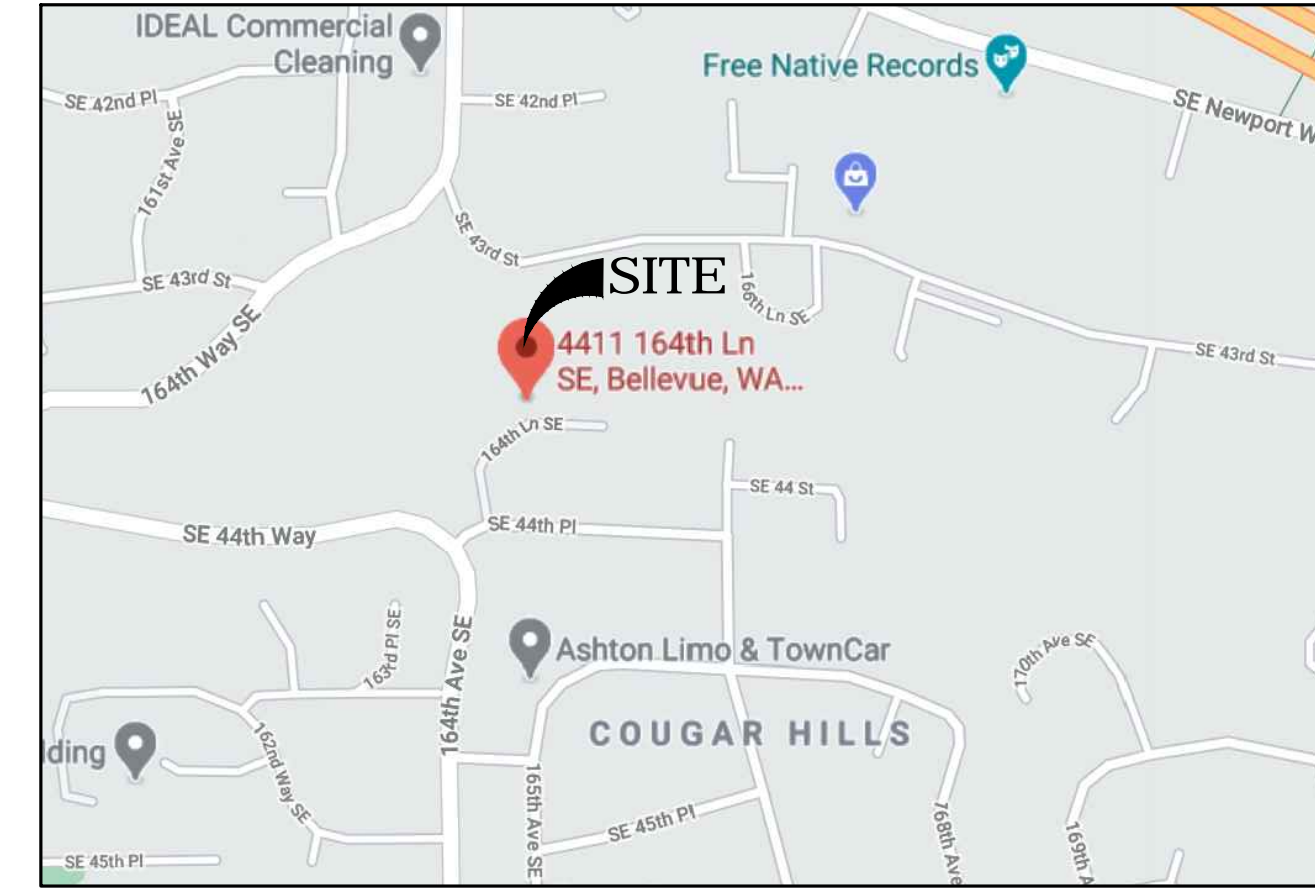 IDEAL Commercial
Cleaning
Free Native Records
SE 42nd Pl
SE 42nd Pl
SE Newport W
161st Ave SE
SE 43rd St
SE 43rd St
SITE
166th Ln SE
164th Way SE
4411 164th Ln
SE, Bellevue, WA...
SE 43rd St
164th Ln SE
SE 44 St
SE 44th Pl
SE 44th Way
163rd Pl SE
164th Ave SE
Ashton Limo & TownCar
170th Ave SE
COUGAR HILLS
lding
162nd Way SE
165th Ave SE
SE 45th Pl
168th Ave
169th A
SE 45th Pl